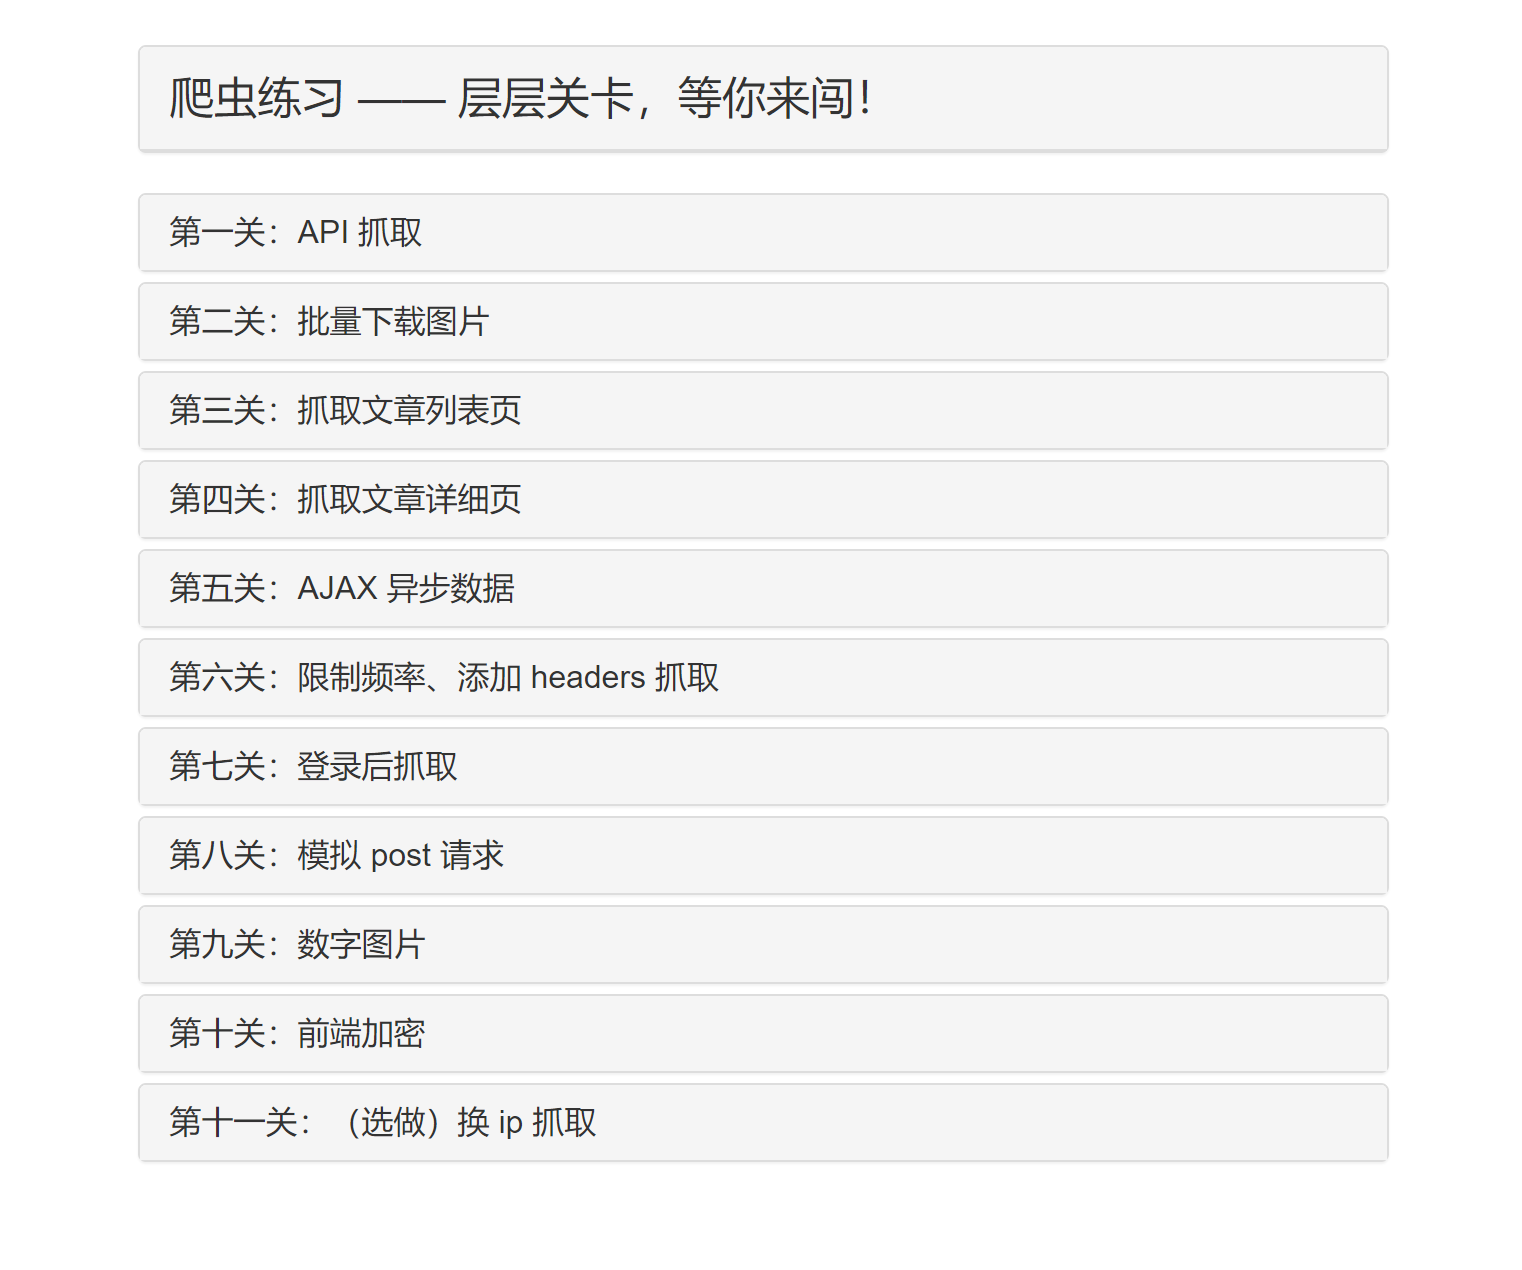 爬虫练习 —— 层层关卡，等你来闯！
第一关：API 抓取
第二关：批量下载图片
第三关：抓取文章列表页
第四关：抓取文章详细页
第五关：AJAX 异步数据
第六关：限制频率、添加 headers 抓取
第七关：登录后抓取
第八关：模拟 post 请求
第九关：数字图片
第十关：前端加密
第十一关：（选做）换 ip 抓取